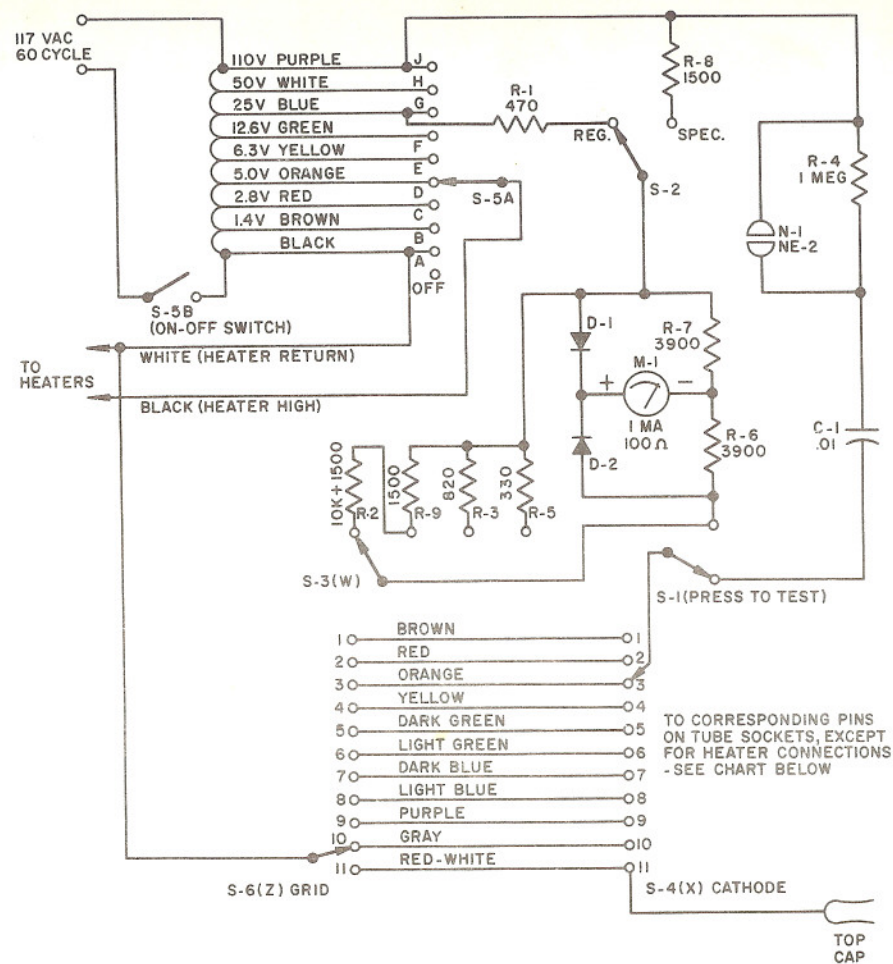 117 VAC
60 CYCLE
110V PURPLE
50V WHITE
25V BLUE
12.6V GREEN
6.3V YELLOW
5.0V ORANGE
2.8V RED
1.4V BROWN
BLACK
J
H
G
F
E
D
C
B
A
OFF
R-1
470
REG.
R-8
1500
SPEC.
S-2
S-5A
R-4
1 MEG
N-1
NE-2
S-5B
(ON-OFF SWITCH)
TO
HEATERS
WHITE (HEATER RETURN)
BLACK (HEATER HIGH)
D-1
R-7
3900
M-1
+
-
1 MA
100Ω
D-2
R-6
3900
C-1
.01
10K+1500
R-2
1500
R-9
820
R-3
330
R-5
S-3(W)
S-1(PRESS TO TEST)
1 BROWN 1
2 RED 2
3 ORANGE 3
4 YELLOW 4
5 DARK GREEN 5
6 LIGHT GREEN 6
7 DARK BLUE 7
8 LIGHT BLUE 8
9 PURPLE 9
10 GRAY 10
11 RED-WHITE 11
TO CORRESPONDING PINS
ON TUBE SOCKETS, EXCEPT
FOR HEATER CONNECTIONS
-SEE CHART BELOW
S-6(Z) GRID
S-4(X) CATHODE
TOP
CAP